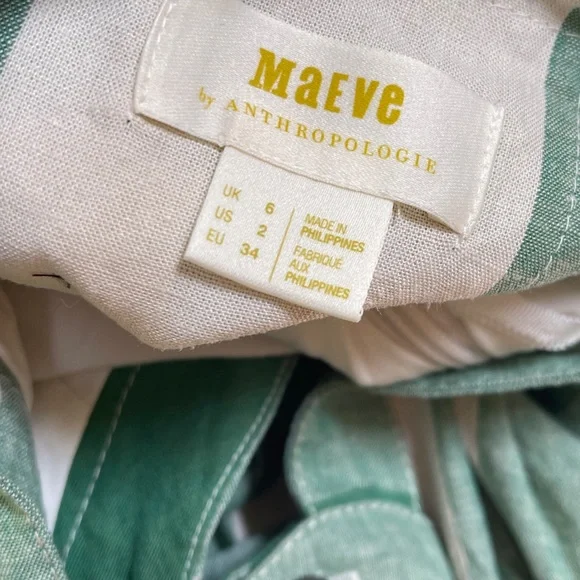 MaEVe
by ANTHROPOLOGIE
UK 6
US 2
EU 34
MADE IN
PHILIPPINES
FABRIQUÉ
AUX
PHILIPPINES